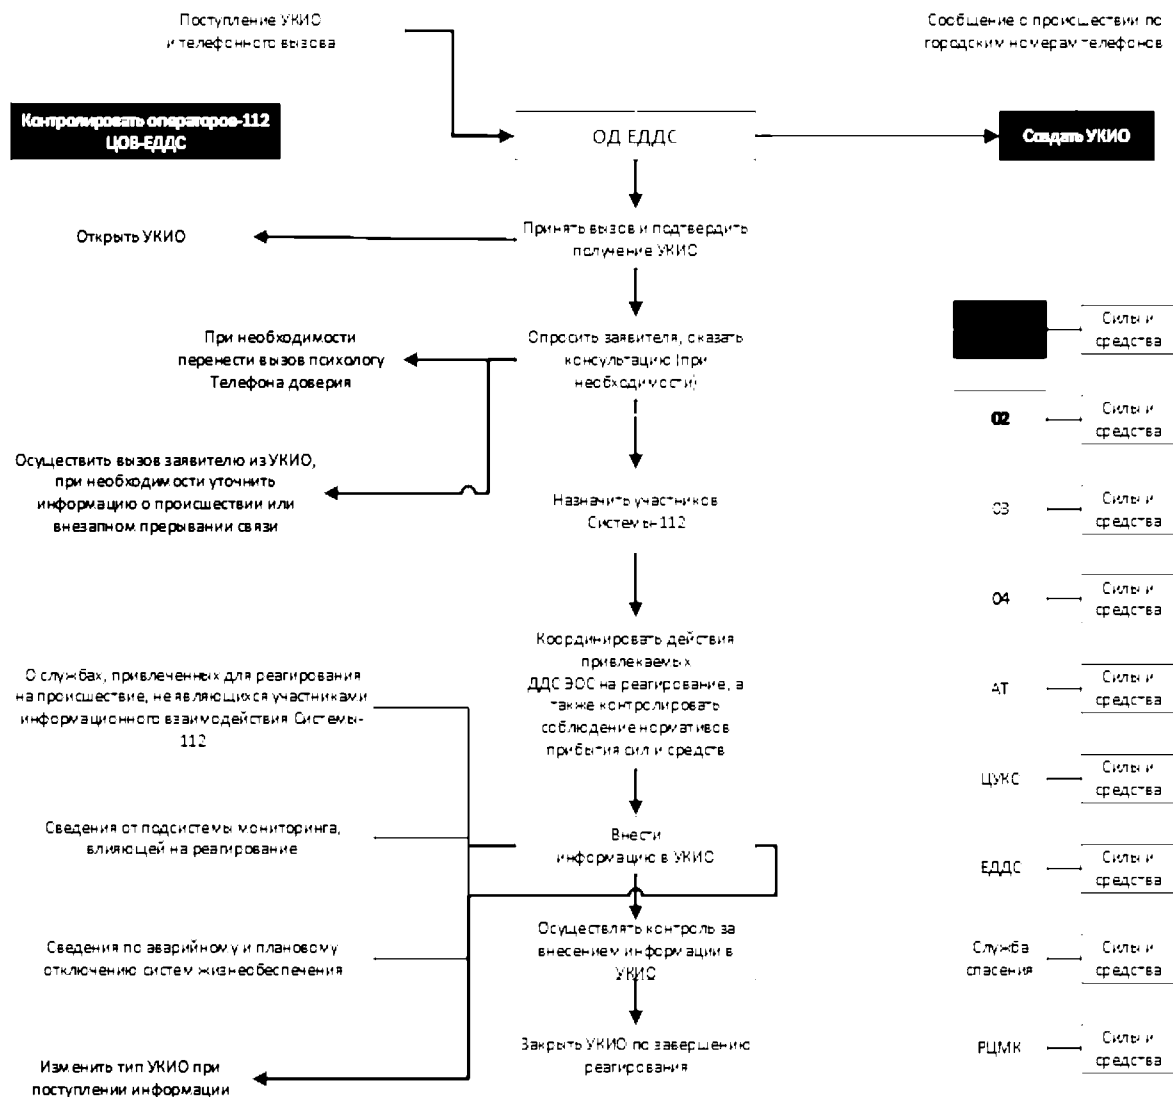 Поступление УКИО
и телефонного вызова
Сообщение о происшествии по
городским номерам телефонов
Контролировать операторов-112
ЦОВ-ЕДДС
ОД ЕДДС
Создать УКИО
Открыть УКИО
Принять вызов и подтвердить
получение УКИО
При необходимости
перенести вызов психологу
Телефона доверия
Опросить заявителя, оказать
консультацию (при
необходимости)
Силы и
средства
02
Силы и
средства
Осуществить вызов заявителю из УКИО,
при необходимости уточнить
информацию о происшествии или
внезапном прерывании связи
Назначить участников
Системы-112
03
Силы и
средства
04
Силы и
средства
Координировать действия
привлекаемых
ДДС ЭОС на реагирование, а
также контролировать
соблюдение нормативов
прибытия сил и средств
О службах, привлеченных для реагирования
на происшествие, не являющихся участниками
информационного взаимодействия Системы-
112
АТ
Силы и
средства
ЦУКС
Силы и
средства
Сведения от подсистемы мониторинга,
влияющей на реагирование
Внести
информацию в УКИО
ЕДДС
Силы и
средства
Сведения по аварийному и плановому
отключению систем жизнеобеспечения
Осуществлять контроль за
внесением информации в
УКИО
Служба
спасения
Силы и
средства
Изменить тип УКИО при
поступлении информации
Закрыть УКИО по завершению
реагирования
РЦМК
Силы и
средства